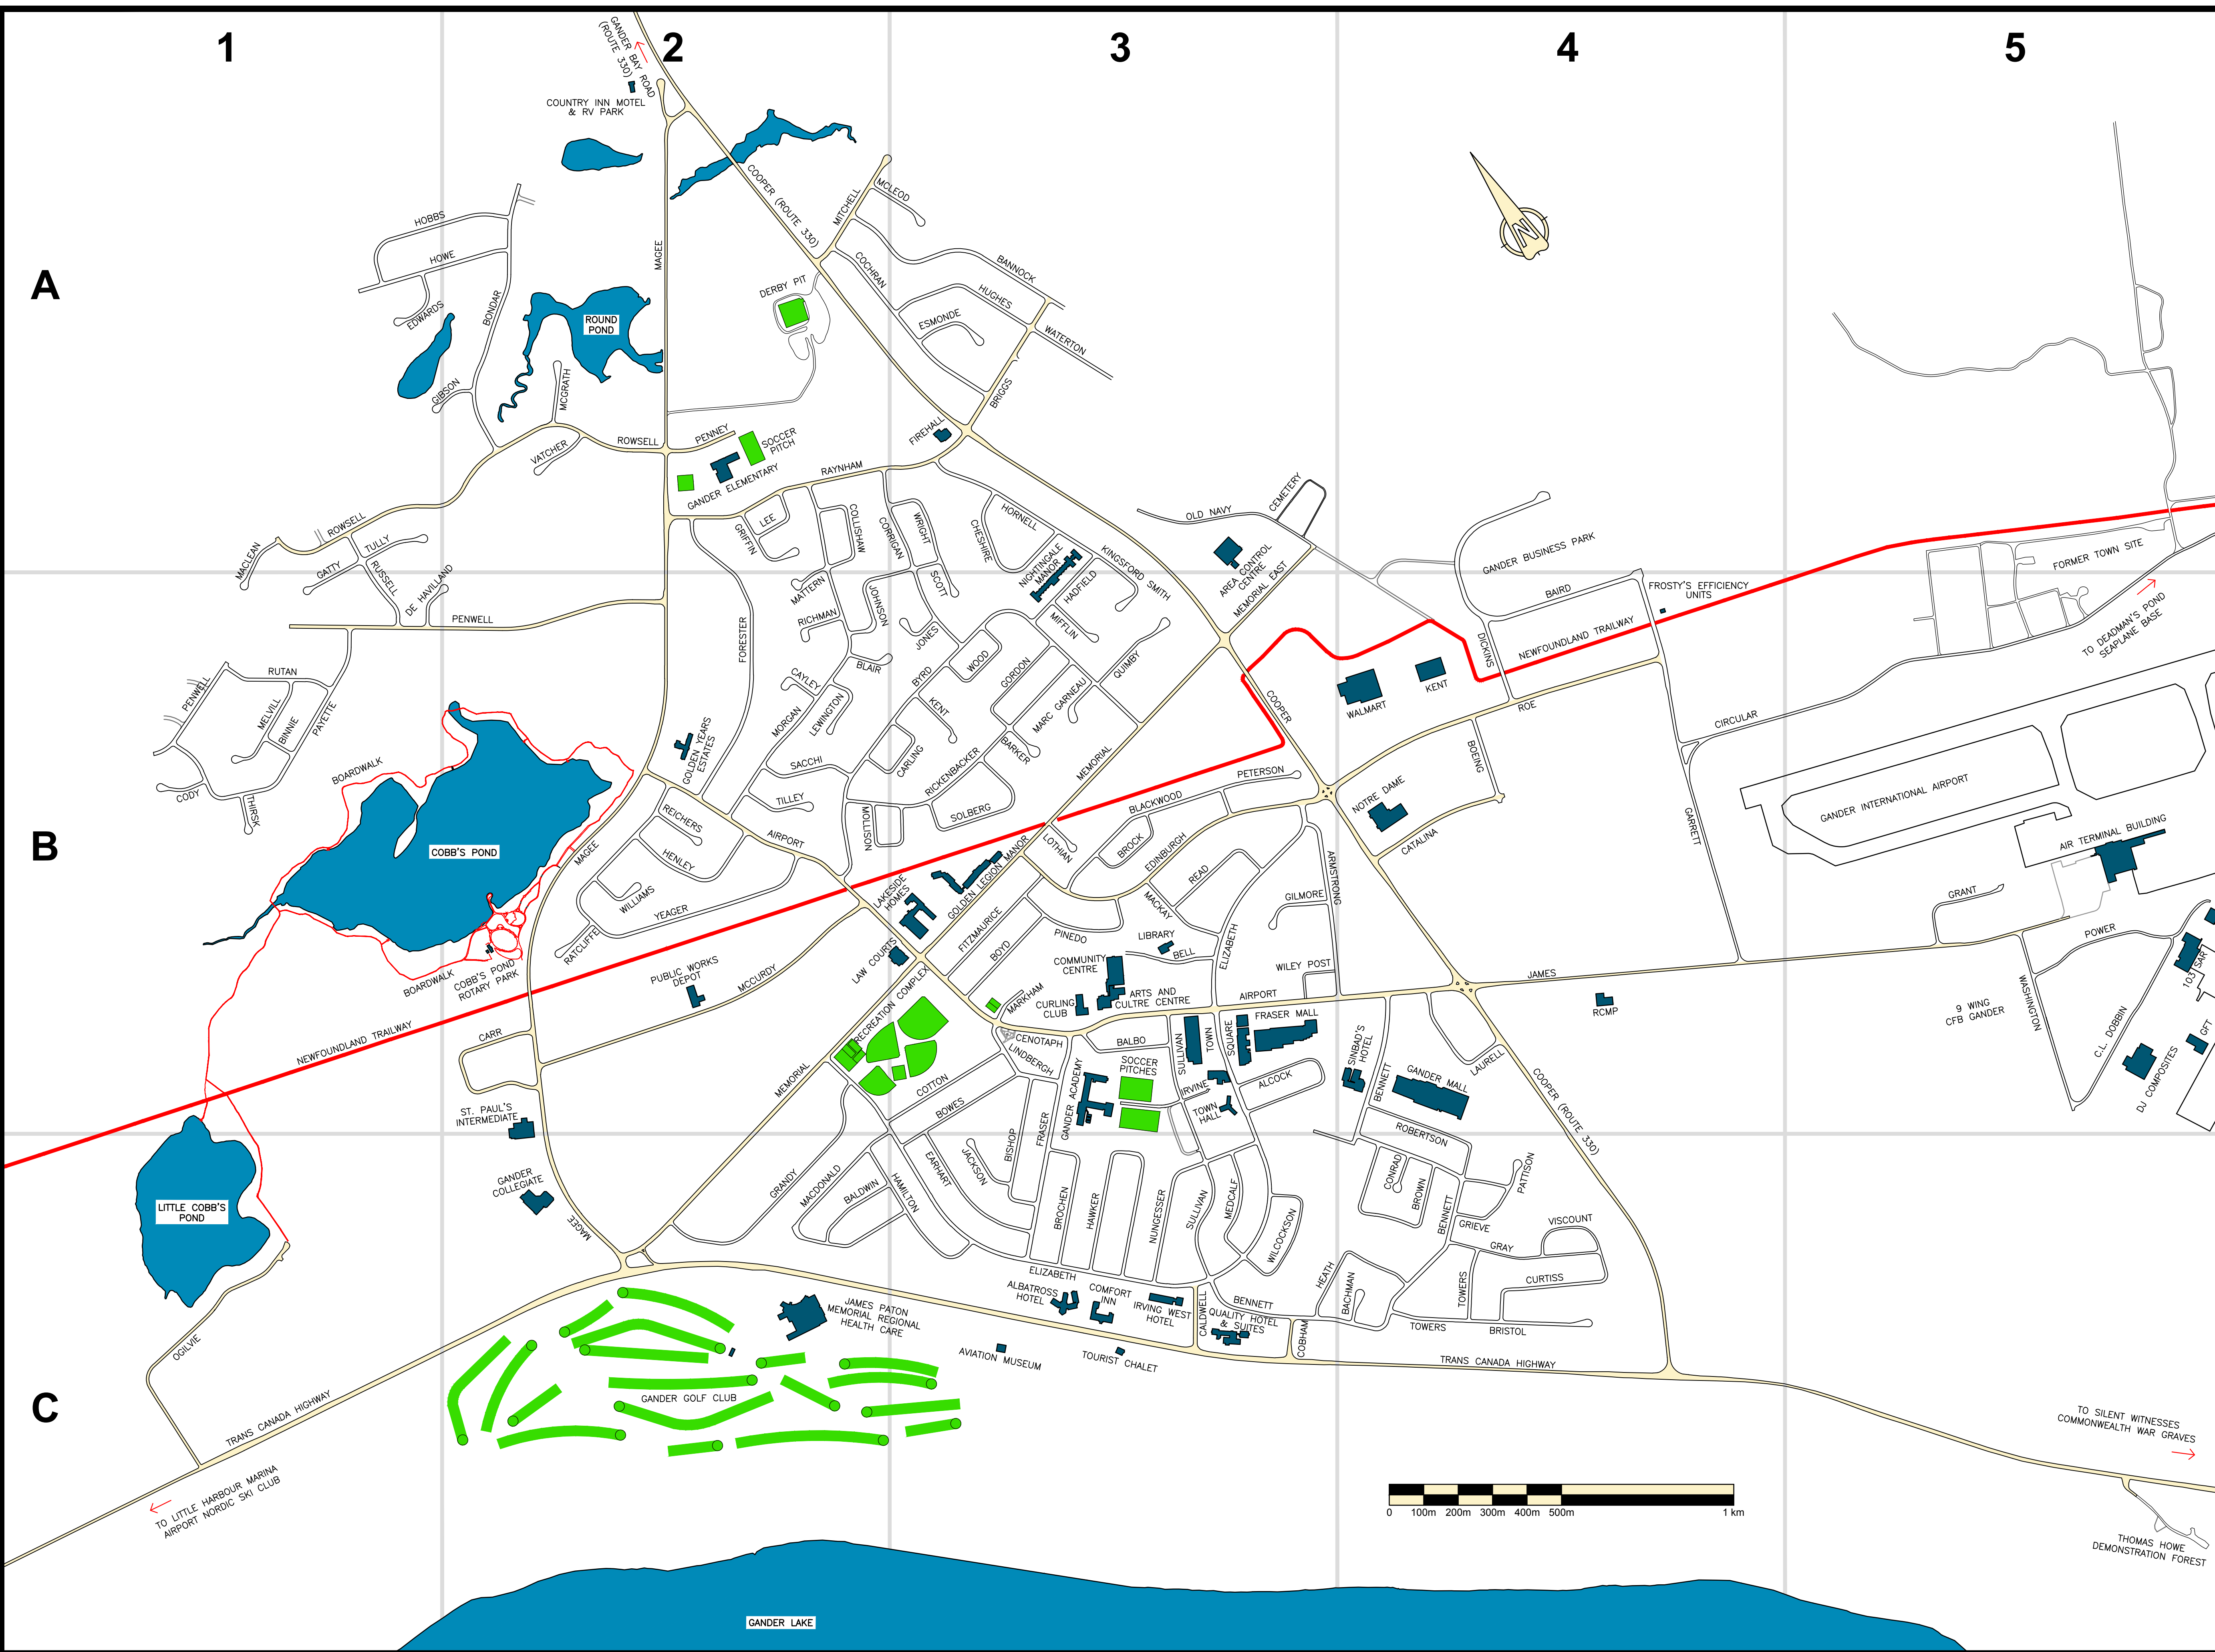 1
2
3
4
5
A
B
C
GANDER BAY ROAD
(ROUTE 330)
COUNTRY INN MOTEL
& RV PARK
COOPER (ROUTE 330)
MITCHELL
MCLEOD
HOBBS
HOWE
EDWARDS
BONDAR
GIBSON
MAGEE
ROUND
POND
DERBY PIT
COCHRAN
BANNOCK
HUGHES
ESMONDE
WATERTON
BRIGGS
N
MCGRATH
VATCHER
ROWSELL
PENNEY
SOCCER
PITCH
GANDER ELEMENTARY
FIREHALL
RAYNHAM
ROWSELL
MACLEAN
TULLY
GATTY
RUSSELL
DE HAVILLAND
LEE
GRIFFIN
COLLISHAW
CORRIGAN
WRIGHT
CHESHIRE
HORNELL
NIGHTINGALE
MANOR
KINGSFORD SMITH
OLD NAVY
CEMETERY
AREA CONTROL
CENTRE
MEMORIAL EAST
GANDER BUSINESS PARK
BAIRD
FROSTY'S EFFICIENCY
UNITS
FORMER TOWN SITE
TO DEADMAN'S POND
SEAPLANE BASE
PENWELL
FORESTER
MATTERN
RICHMAN
JOHNSON
SCOTT
HADFIELD
MIFFLIN
JONES
BLAIR
BYRD
WOOD
GORDON
QUIMBY
MARC GARNEAU
DICKINS
NEWFOUNDLAND TRAILWAY
RUTAN
PENWELL
MELVILL
BINNIE
PAYETTE
CODY
THIRSK
BOARDWALK
COBB'S POND
GOLDEN YEARS
ESTATES
CAYLEY
MORGAN
LEWINGTON
KENT
CARLING
BARKER
RICKENBACKER
SACCHI
TILLEY
MOLLISON
SOLBERG
MEMORIAL
COOPER
WALMART
KENT
ROE
BOEING
CIRCULAR
GANDER INTERNATIONAL AIRPORT
AIR TERMINAL BUILDING
REICHERS
AIRPORT
HENLEY
WILLIAMS
YEAGER
RATCLIFFE
MAGEE
PETERSON
BLACKWOOD
LOTHIAN
BROCK
EDINBURGH
READ
MACKAY
ARMSTRONG
GILMORE
NOTRE DAME
CATALINA
GARRETT
GRANT
POWER
LAKESIDE
HOMES
GOLDEN LEGION MANOR
LAW COURTS
FITZMAURICE
BOYD
PINEDO
LIBRARY
BELL
ELIZABETH
COMMUNITY
CENTRE
WILEY POST
JAMES
RCMP
WASHINGTON
9 WING
CFB GANDER
C.L. DOBBIN
103 SAR
GFT
DJ COMPOSITES
BOARDWALK
COBB'S POND
ROTARY PARK
PUBLIC WORKS
DEPOT
MCCURDY
NEWFOUNDLAND TRAILWAY
CARR
RECREATION COMPLEX
MARKHAM
CURLING
CLUB
ARTS AND
CULTRE CENTRE
AIRPORT
FRASER MALL
CENOTAPH
LINDBERGH
BALBO
SULLIVAN
TOWN
SQUARE
SINBAD'S
HOTEL
BENNETT
GANDER MALL
LAURELL
COOPER (ROUTE 330)
MEMORIAL
COTTON
BOWES
GANDER ACADEMY
SOCCER
PITCHES
IRVINE
TOWN
HALL
ALCOCK
ROBERTSON
ST. PAUL'S
INTERMEDIATE
GANDER
COLLEGIATE
LITTLE COBB'S
POND
MAGEE
GRANDY
MACDONALD
BALDWIN
HAMILTON
EARHART
JACKSON
BISHOP
FRASER
BROCHEN
HAWKER
NUNGESSER
SULLIVAN
MEDCALF
WILCOCKSON
CONRAD
BROWN
BENNETT
PATTISON
GRIEVE
GRAY
VISCOUNT
CURTISS
TOWERS
HEATH
BACHMAN
ELIZABETH
ALBATROSS
HOTEL
COMFORT
INN
IRVING WEST
HOTEL
CALDWELL
BENNETT
QUALITY HOTEL
& SUITES
COBHAM
TOWERS
BRISTOL
OGILVIE
JAMES PATON
MEMORIAL REGIONAL
HEALTH CARE
AVIATION MUSEUM
TOURIST CHALET
TRANS CANADA HIGHWAY
GANDER GOLF CLUB
TRANS CANADA HIGHWAY
TO LITTLE HARBOUR MARINA
AIRPORT NORDIC SKI CLUB
TO SILENT WITNESSES
COMMONWEALTH WAR GRAVES
0 100m 200m 300m 400m 500m 1 km
THOMAS HOWE
DEMONSTRATION FOREST
GANDER LAKE